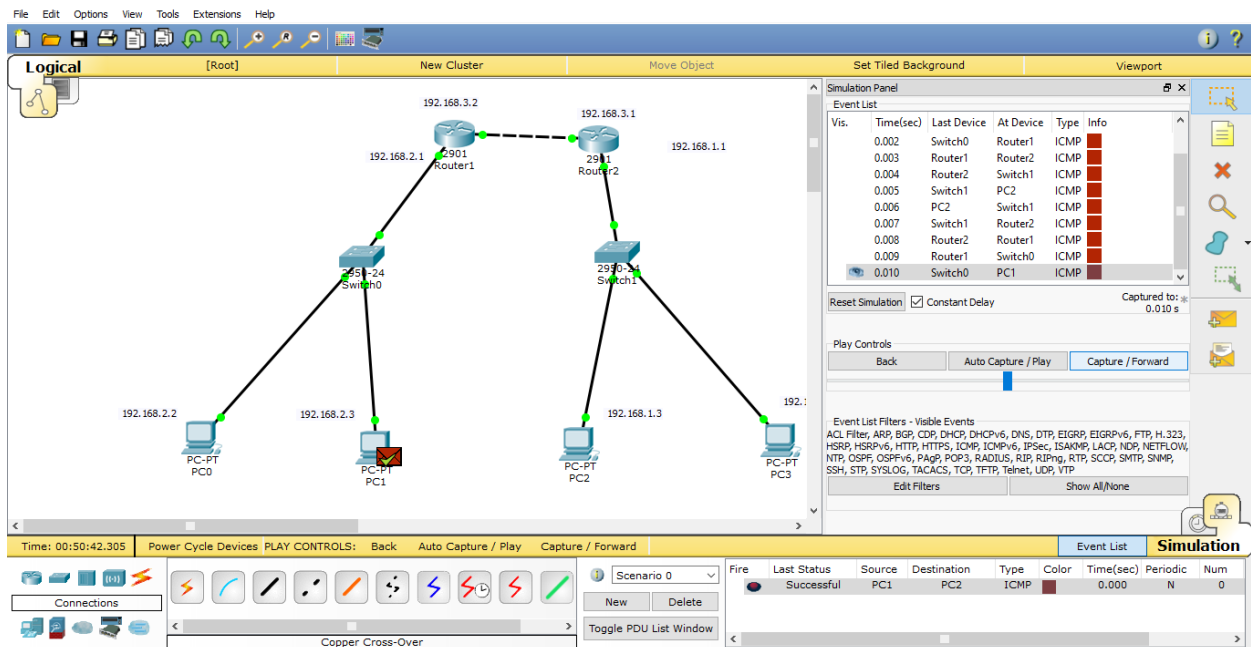 File Edit Options View Tools Extensions Help
Logical [Root] New Cluster Move Object Set Tiled Background Viewport
192.168.3.2
192.168.3.1
192.168.2.1
192.168.1.1
2901
Router1
2901
Router2
2950-24
Switch0
2950-24
Switch1
192.168.2.2
192.168.2.3
192.168.1.3
192.1
PC-PT
PC0
PC-PT
PC1
PC-PT
PC2
PC-PT
PC3
Simulation Panel
Event List
Vis. Time(sec) Last Device At Device Type Info
0.002 Switch0 Router1 ICMP
0.003 Router1 Router2 ICMP
0.004 Router2 Switch1 ICMP
0.005 Switch1 PC2 ICMP
0.006 PC2 Switch1 ICMP
0.007 Switch1 Router2 ICMP
0.008 Router2 Router1 ICMP
0.009 Router1 Switch0 ICMP
0.010 Switch0 PC1 ICMP
Reset Simulation Constant Delay Captured to: *
0.010 s
Play Controls
Back Auto Capture / Play Capture / Forward
Event List Filters - Visible Events
ACL Filter, ARP, BGP, CDP, DHCP, DHCPv6, DNS, DTP, EIGRP, EIGRPv6, FTP, H.323,
HSRP, HSRPv6, HTTP, HTTPS, ICMP, ICMPv6, IPSec, ISAKMP, LACP, NDP, NETFLOW,
NTP, OSPF, OSPFv6, PAgP, POP3, RADIUS, RIP, RIPng, RTP, SCCP, SMTP, SNMP,
SSH, STP, SYSLOG, TACACS, TCP, TFTP, Telnet, UDP, VTP
Edit Filters Show All/None
Time: 00:50:42.305 Power Cycle Devices PLAY CONTROLS: Back Auto Capture / Play Capture / Forward Event List Simulation
Connections
Copper Cross-Over
Scenario 0
New Delete
Toggle PDU List Window
Fire Last Status Source Destination Type Color Time(sec) Periodic Num
Successful PC1 PC2 ICMP 0.000 N 0